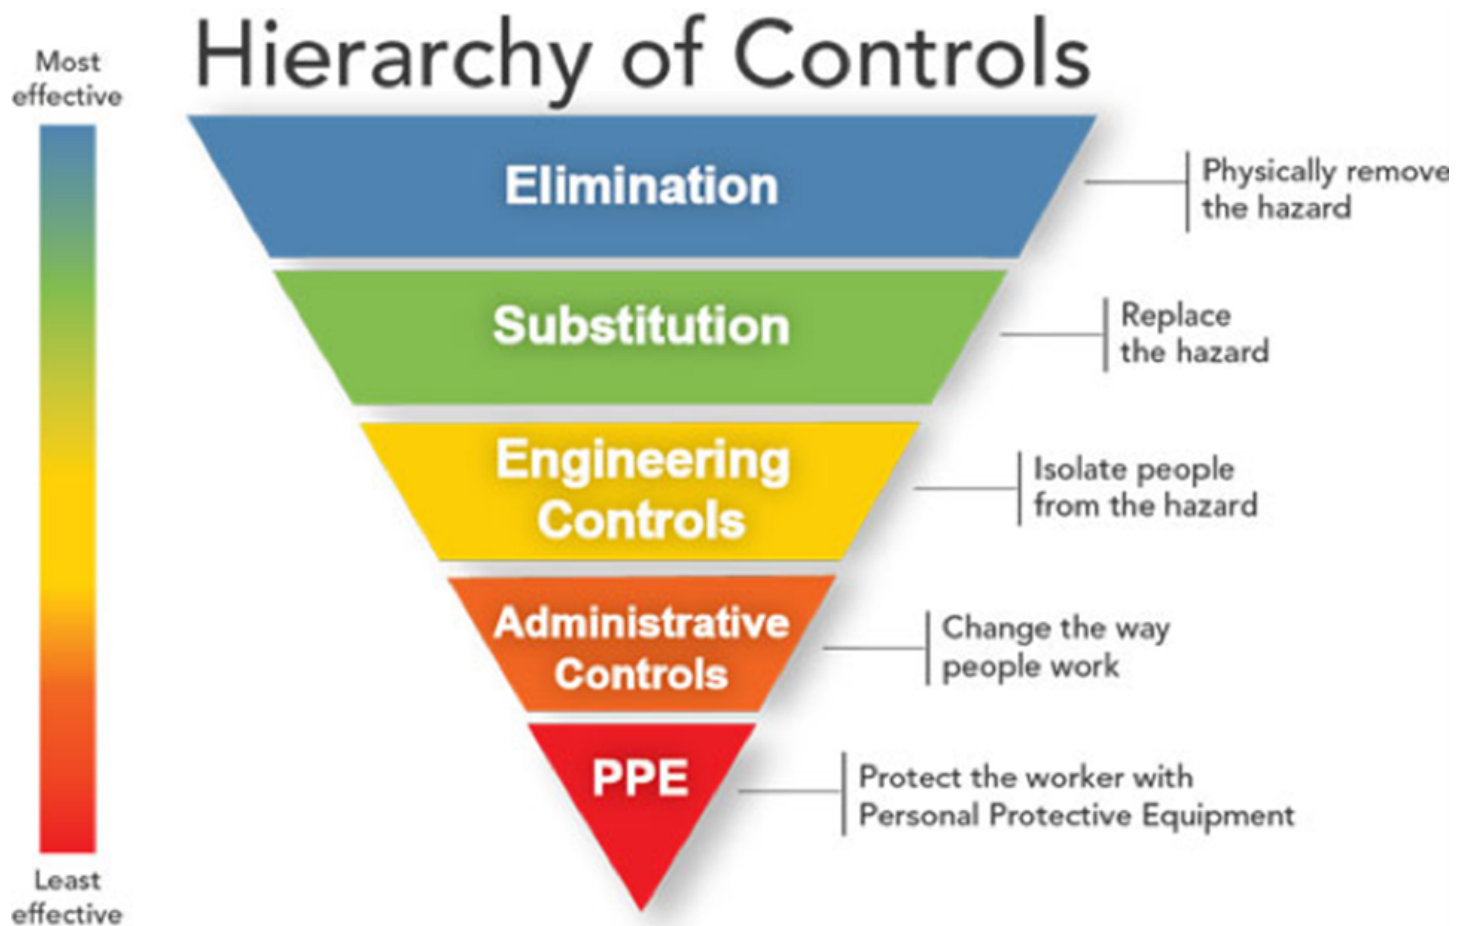 Hierarchy of Controls
Most
effective
Elimination
Physically remove
the hazard
Substitution
Replace
the hazard
Engineering
Controls
Isolate people
from the hazard
Administrative
Controls
Change the way
people work
PPE
Protect the worker with
Personal Protective Equipment
Least
effective